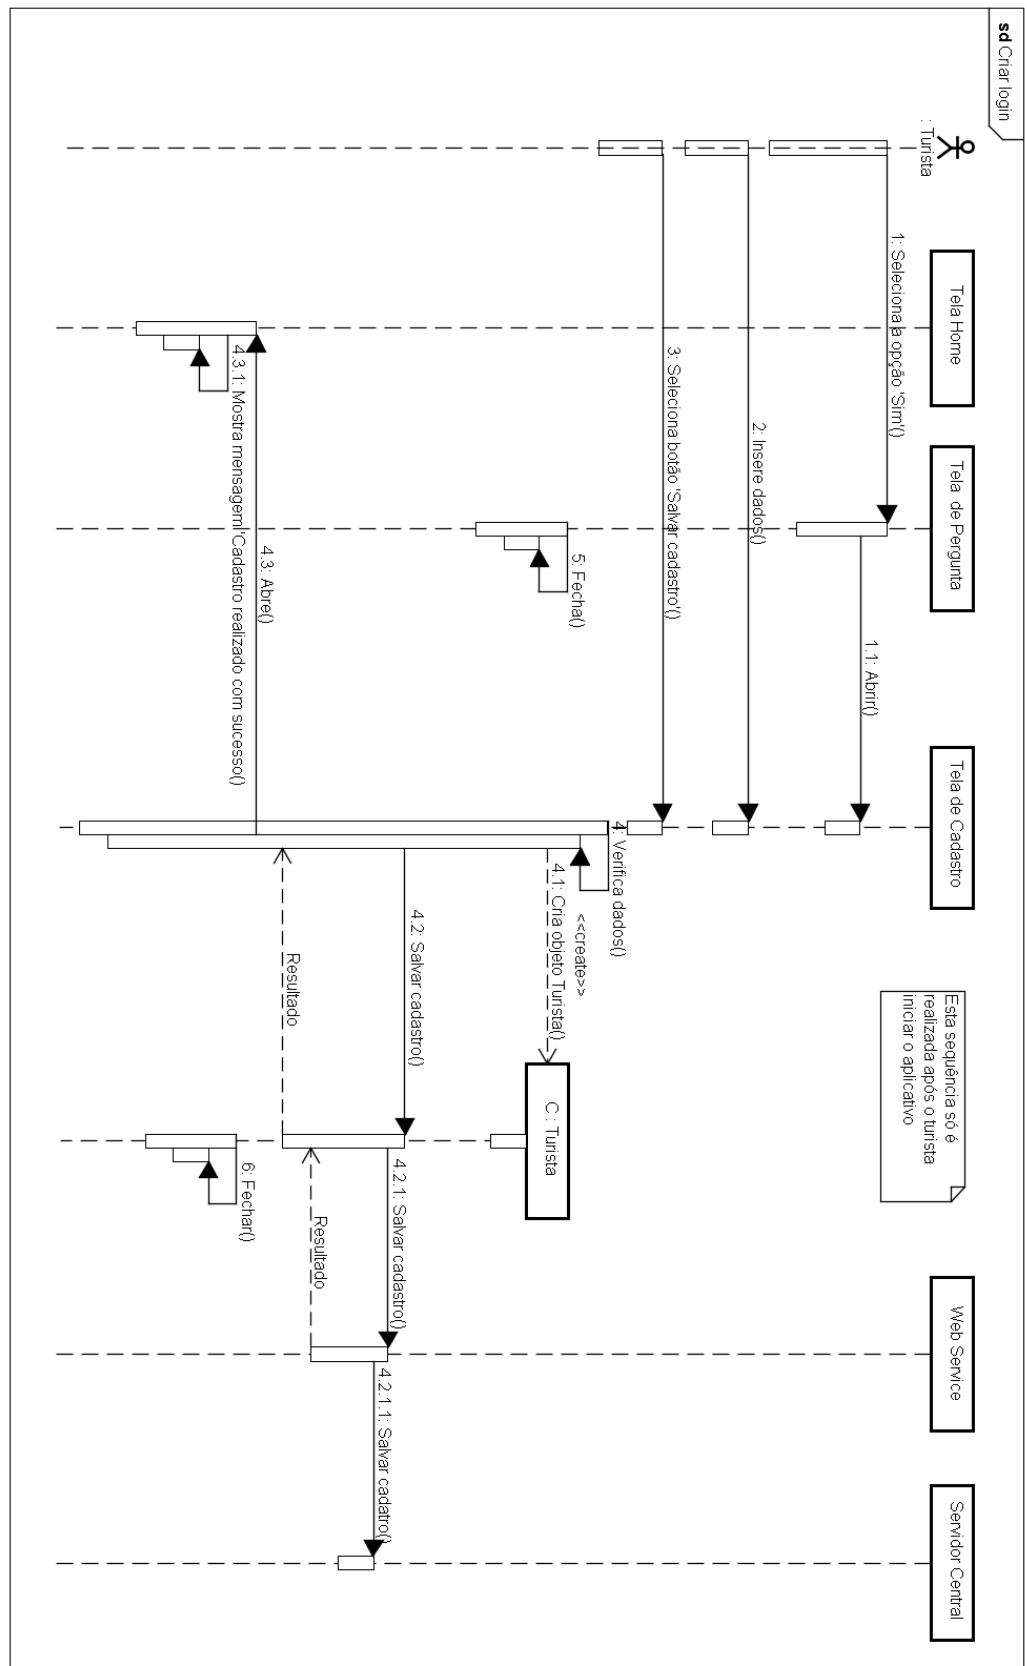 sd Criar login
: Turista
Tela Home
Tela de Pergunta
Tela de Cadastro
Web Service
Servidor Central
Esta sequência só é
realizada após o turista
iniciar o aplicativo
1: Seleciona a opção 'Sim'()
1.1: Abrir()
2: Insere dados()
3: Seleciona botão 'Salvar cadastro'()
4: Verifica dados()
<<create>>
4.1: Cria objeto Turista()
C : Turista
5: Fecha()
4.2: Salvar cadastro()
4.2.1: Salvar cadastro()
4.2.1.1: Salvar cadatro()
Resultado
Resultado
4.3: Abre()
4.3.1: Mostra mensagem 'Cadastro realizado com sucesso()
6: Fechar()